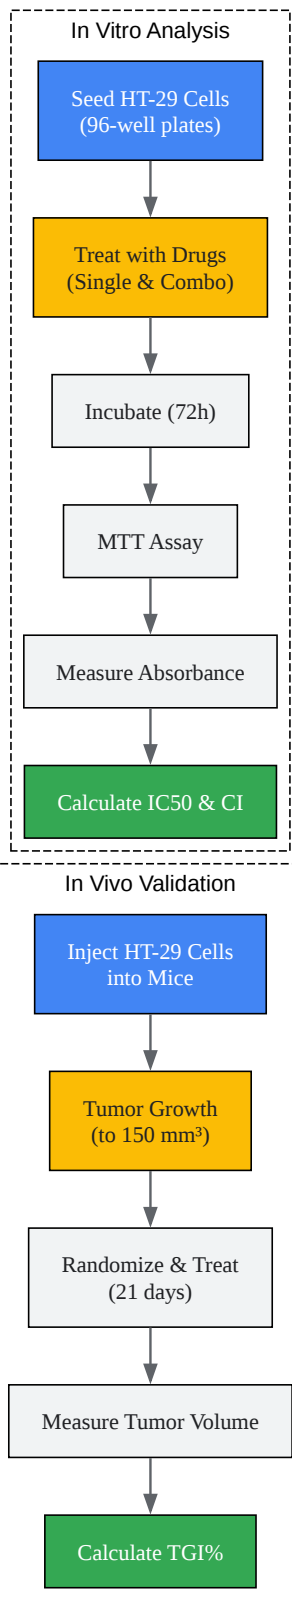 In Vitro Analysis
Seed HT-29 Cells
(96-well plates)
Treat with Drugs
(Single & Combo)
Incubate (72h)
MTT Assay
Measure Absorbance
Calculate IC50 & CI
In Vivo Validation
Inject HT-29 Cells
into Mice
Tumor Growth
(to 150 mm³)
Randomize & Treat
(21 days)
Measure Tumor Volume
Calculate TGI%